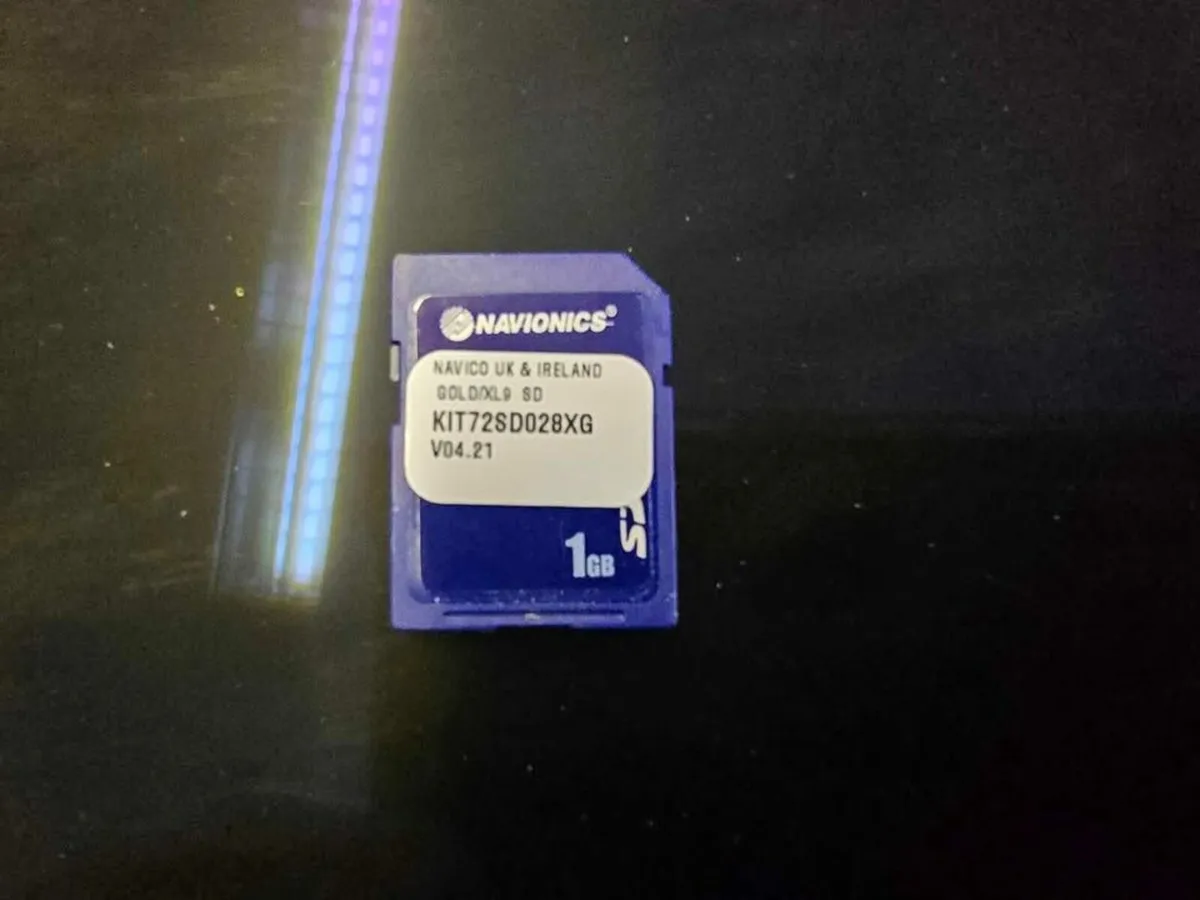 NAVIONICS®
NAVICO UK & IRELAND
GOLD/XL9 SD
KIT72SD028XG
V04.21
1GB